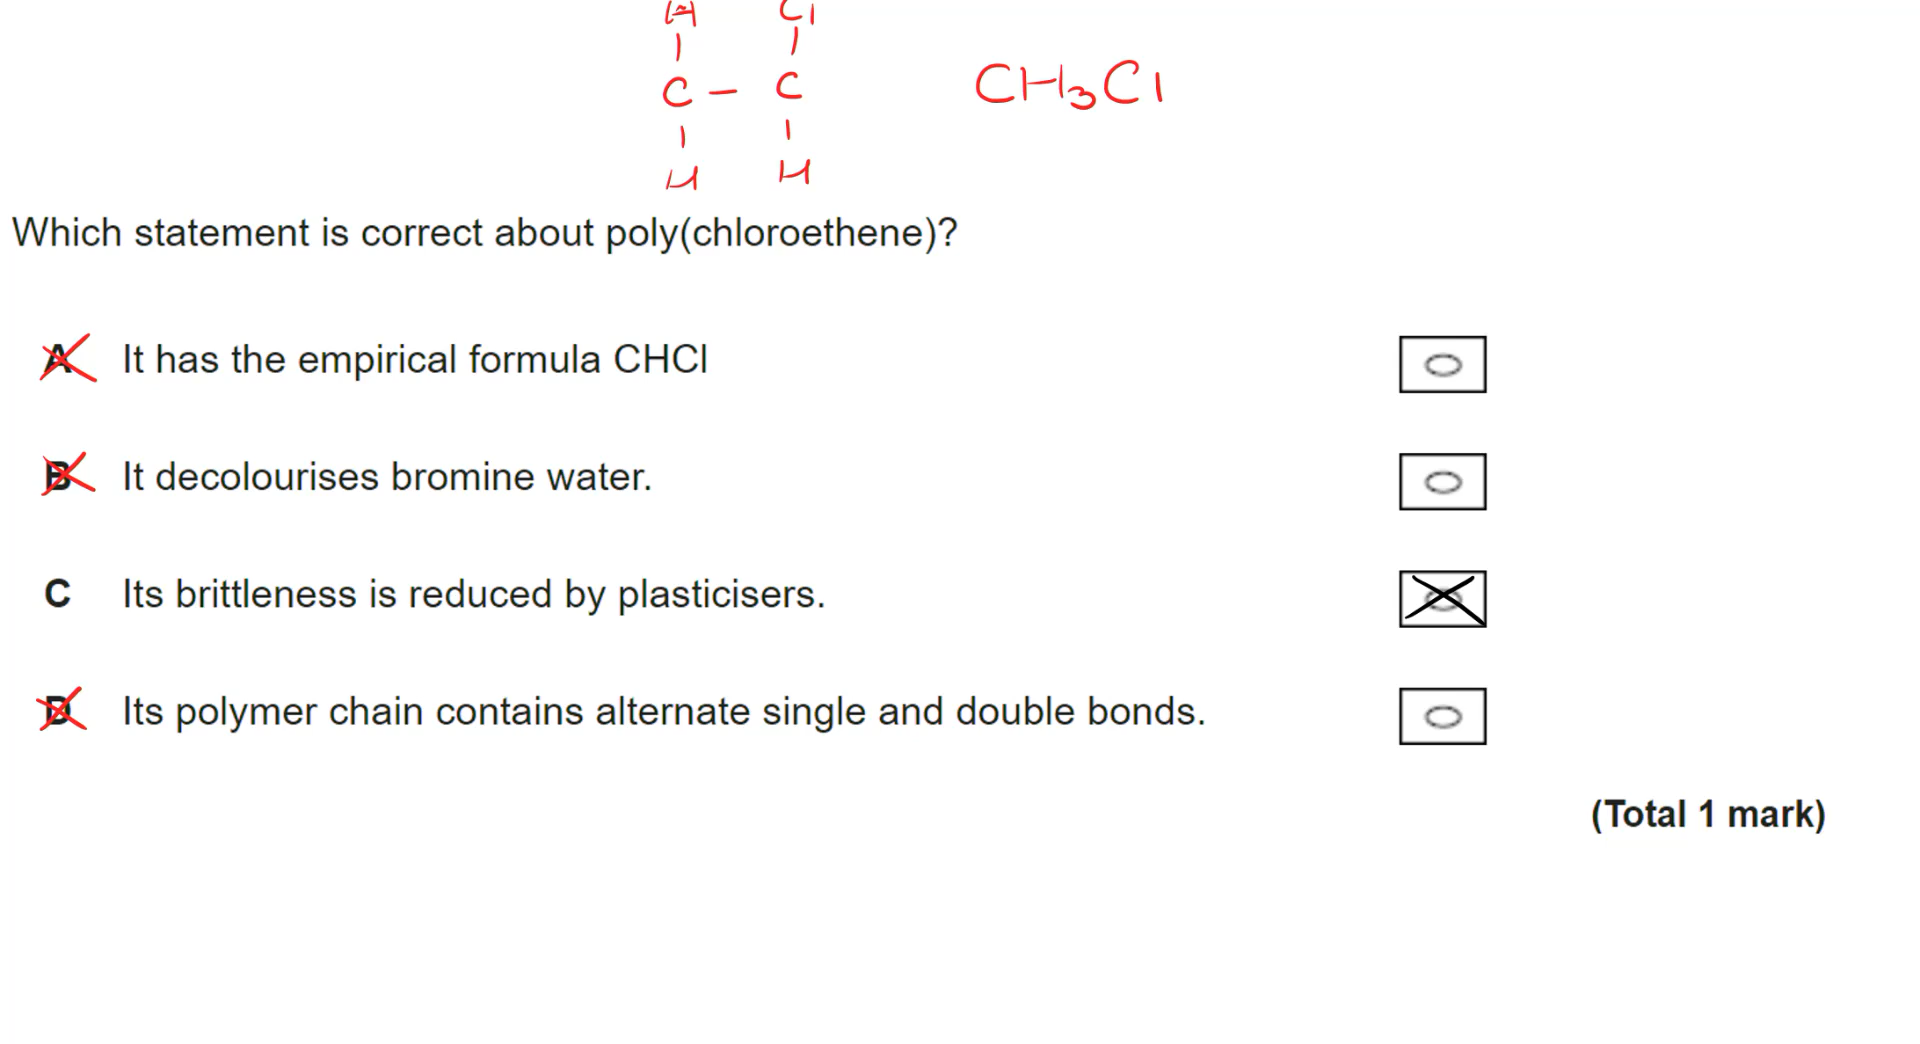 H Cl
C - C CH3Cl
H H
Which statement is correct about poly(chloroethene)?
A It has the empirical formula CHCl
B It decolourises bromine water.
C Its brittleness is reduced by plasticisers.
D Its polymer chain contains alternate single and double bonds.
(Total 1 mark)